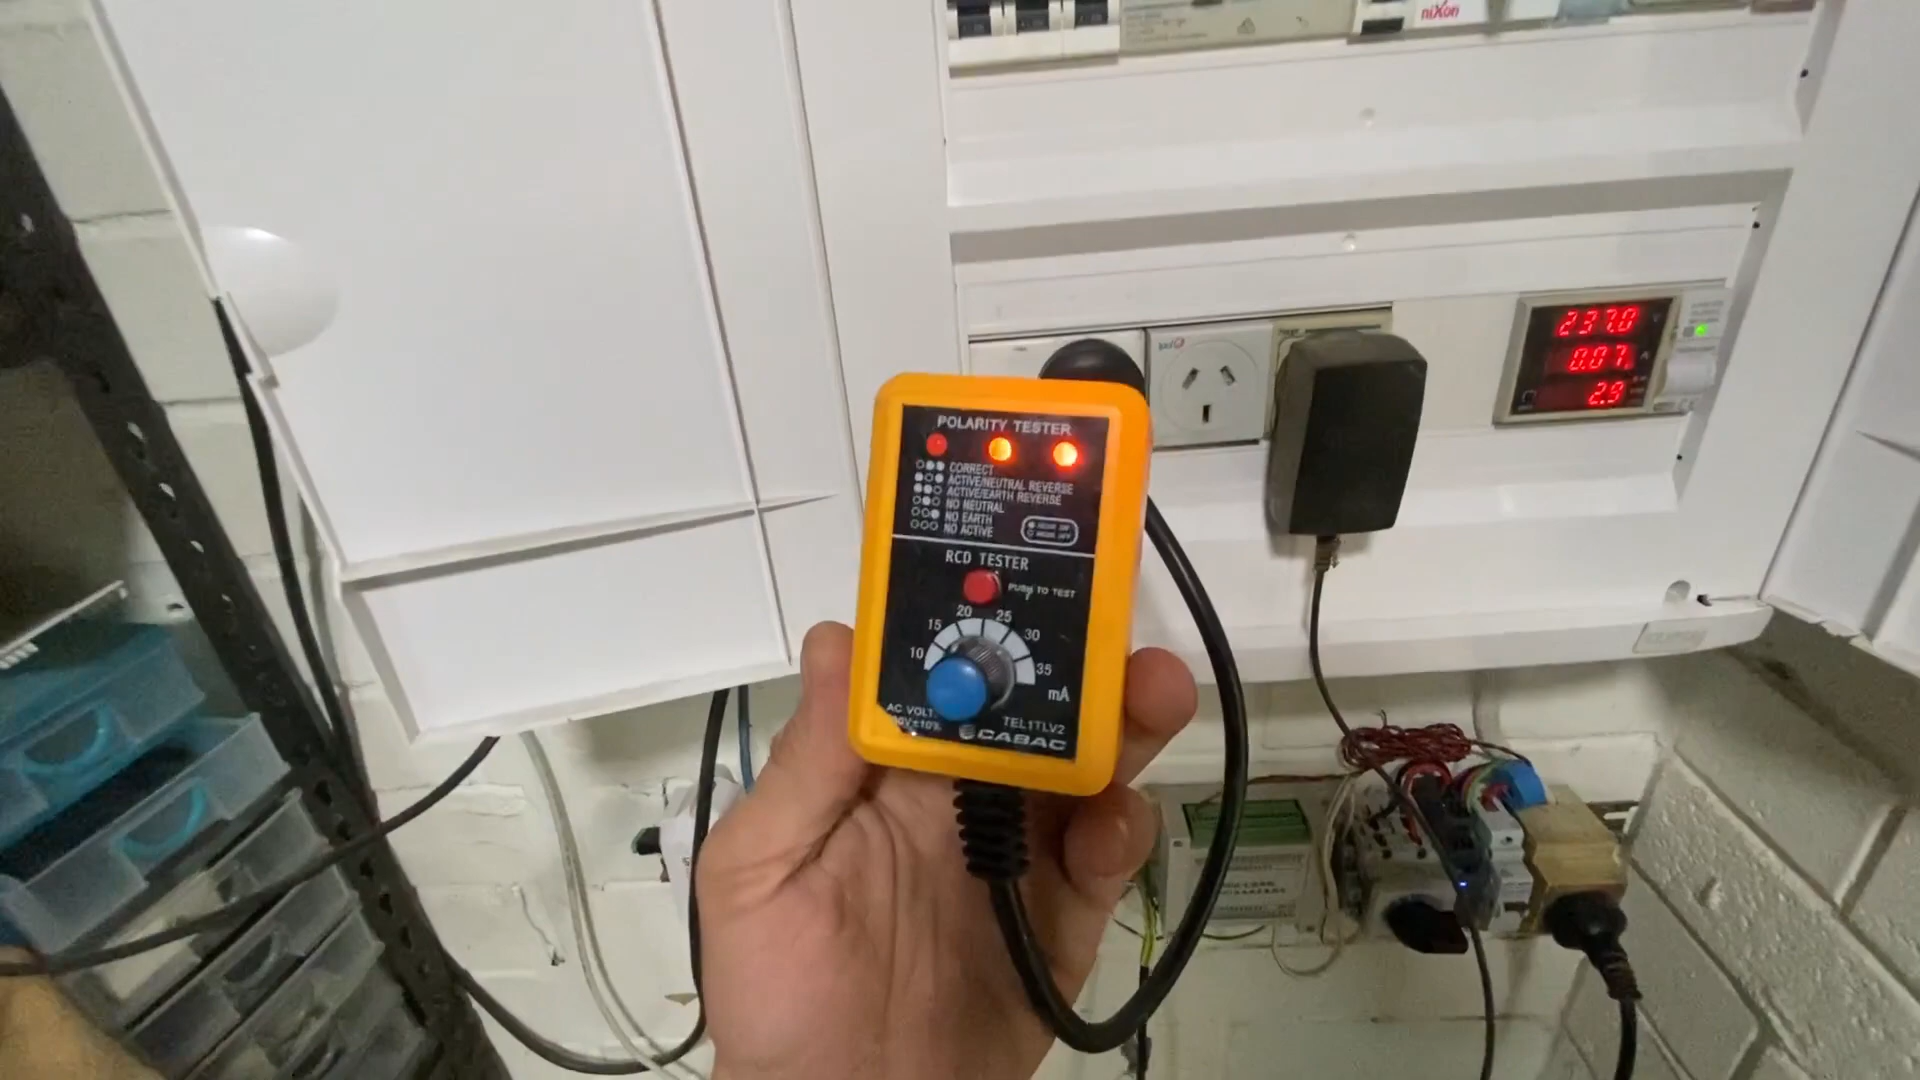 nixon
237.0
0.07
2.9
POLARITY TESTER
CORRECT
ACTIVE/NEUTRAL REVERSE
ACTIVE/EARTH REVERSE
NO NEUTRAL
NO EARTH
NO ACTIVE
RCD TESTER
PUSH TO TEST
20 25
15 30
10 35
mA
AC VOLT.
TEL1TLV2
CABAC